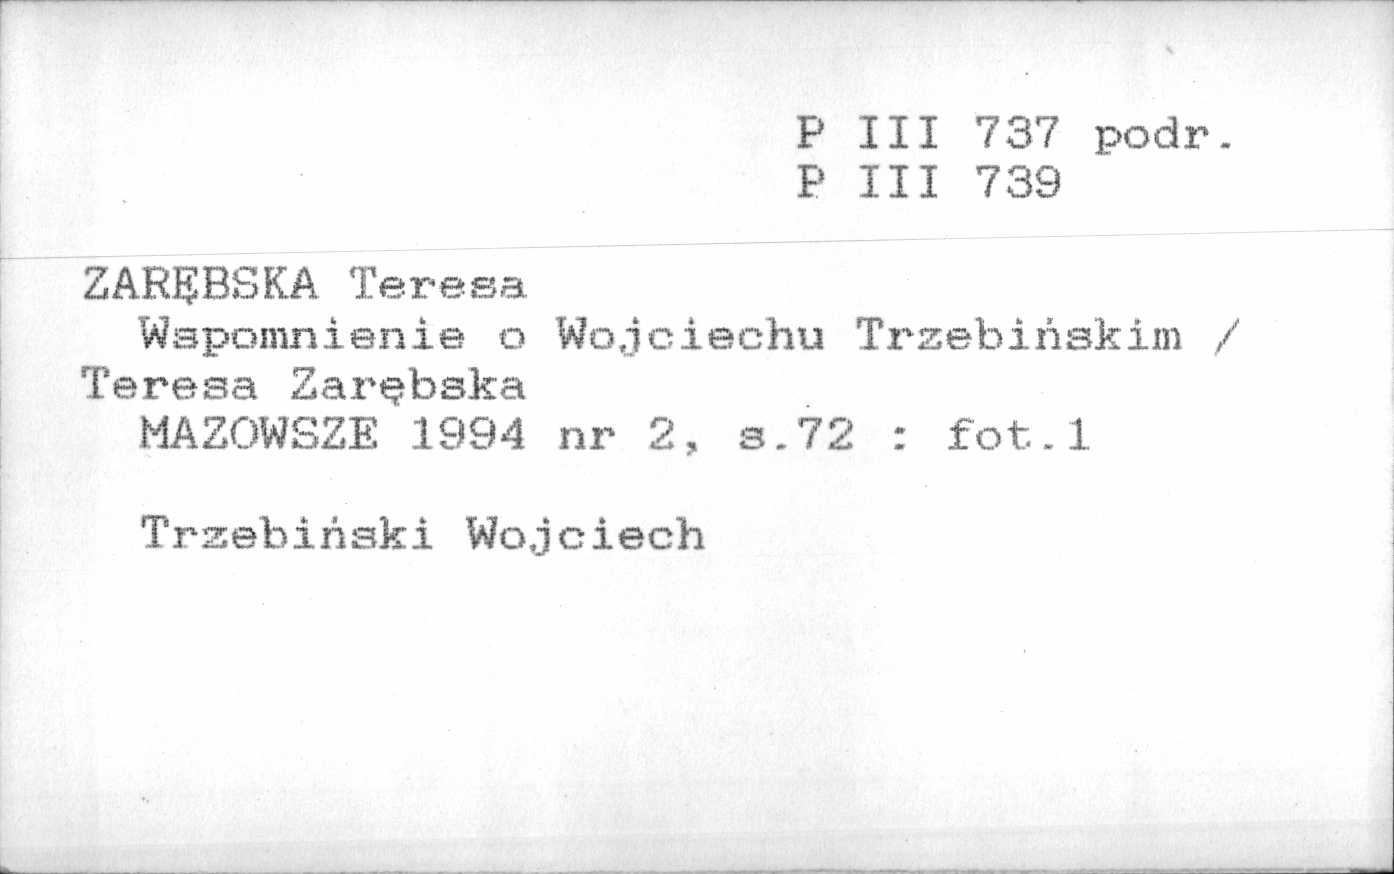 P III 737 podr.
P III 739
ZARĘBSKA Teresa
Wspomnienie o Wojciechu Trzebińskim /
Teresa Zarębska
MAZOWSZE 1994 nr 2, s.72 : fot.1
Trzebiński Wojciech